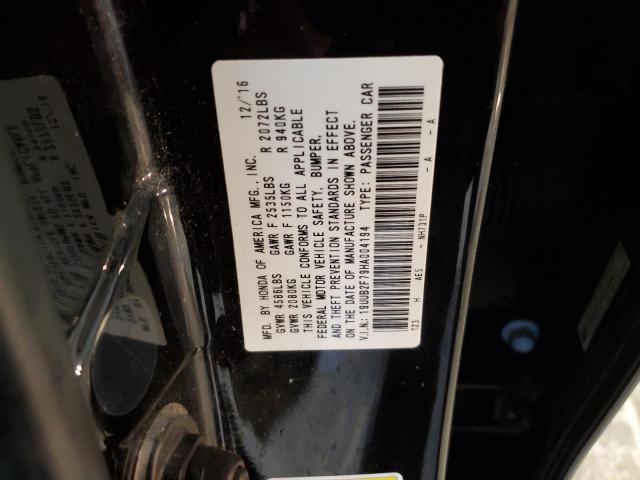 MFD. BY HONDA OF AMERICA MFG., INC. 12/'16
GVWR 4586LBS GAWR F 2535LBS R 2072LBS
GVWR 2080KG GAWR F 1150KG R 940KG
THIS VEHICLE CONFORMS TO ALL APPLICABLE
FEDERAL MOTOR VEHICLE SAFETY, BUMPER,
AND THEFT PREVENTION STANDARDS IN EFFECT
ON THE DATE OF MANUFACTURE SHOWN ABOVE.
V.I.N.: 19UUB2F79HA004194 TYPE: PASSENGER CAR
TZ3 H AES - NH731P - A - A